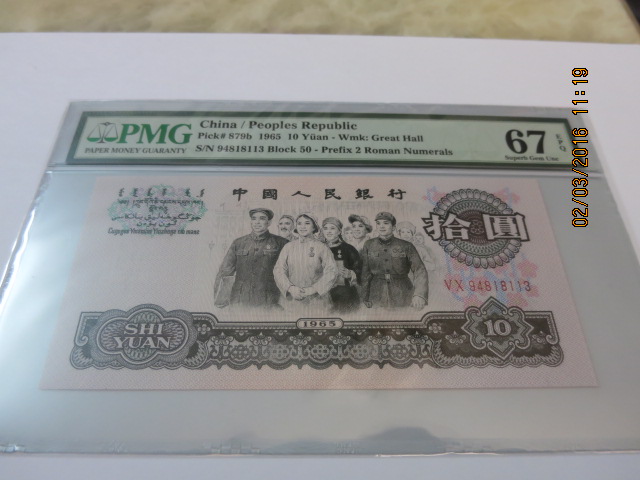 PMG
PAPER MONEY GUARANTY
China / Peoples Republic
Pick# 879b 1965 10 Yüan - Wmk: Great Hall
S/N 94818113 Block 50 - Prefix 2 Roman Numerals
67 EPQ
Superb Gem Unc
中國人民銀行
拾圓
VX 94818113
1965
SHI
YUAN
10
02/03/2016 11:19